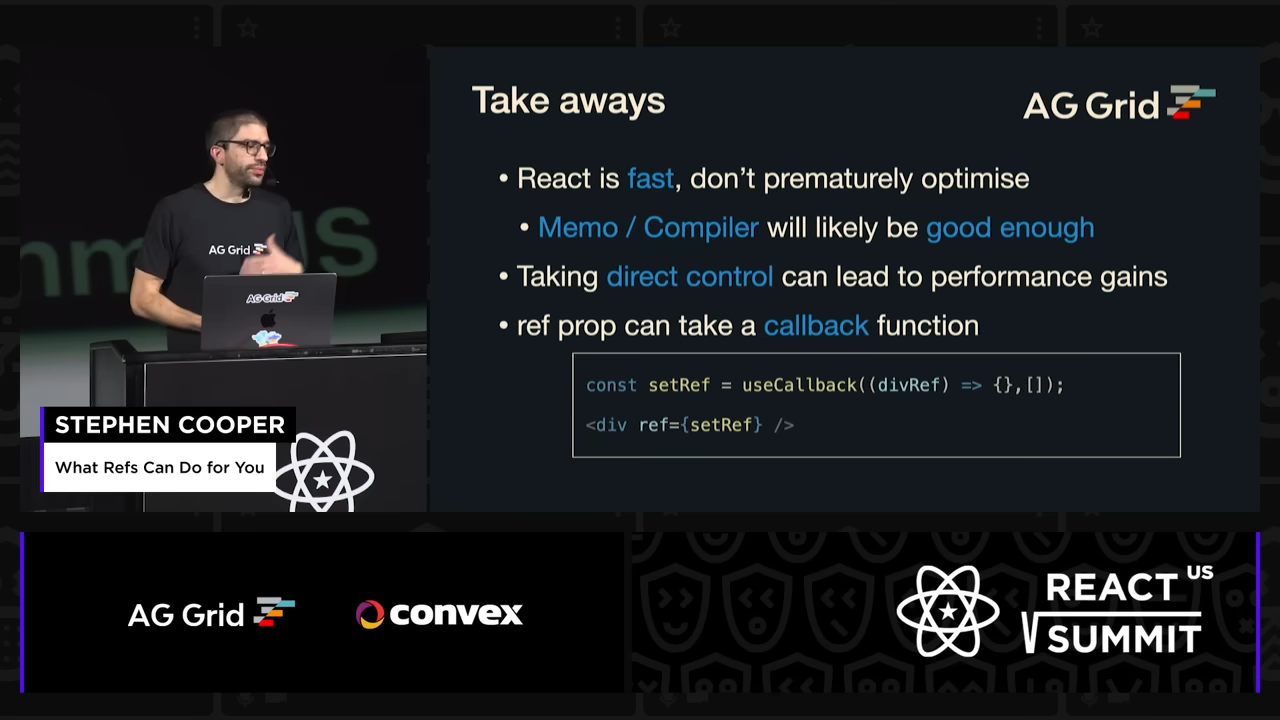 Take aways
AG Grid
• React is fast, don't prematurely optimise
• Memo / Compiler will likely be good enough
• Taking direct control can lead to performance gains
• ref prop can take a callback function
const setRef = useCallback((divRef) => {},[]);
<div ref={setRef} />
AG Grid
AG Grid
STEPHEN COOPER
What Refs Can Do for You
AG Grid
convex
REACT US
SUMMIT